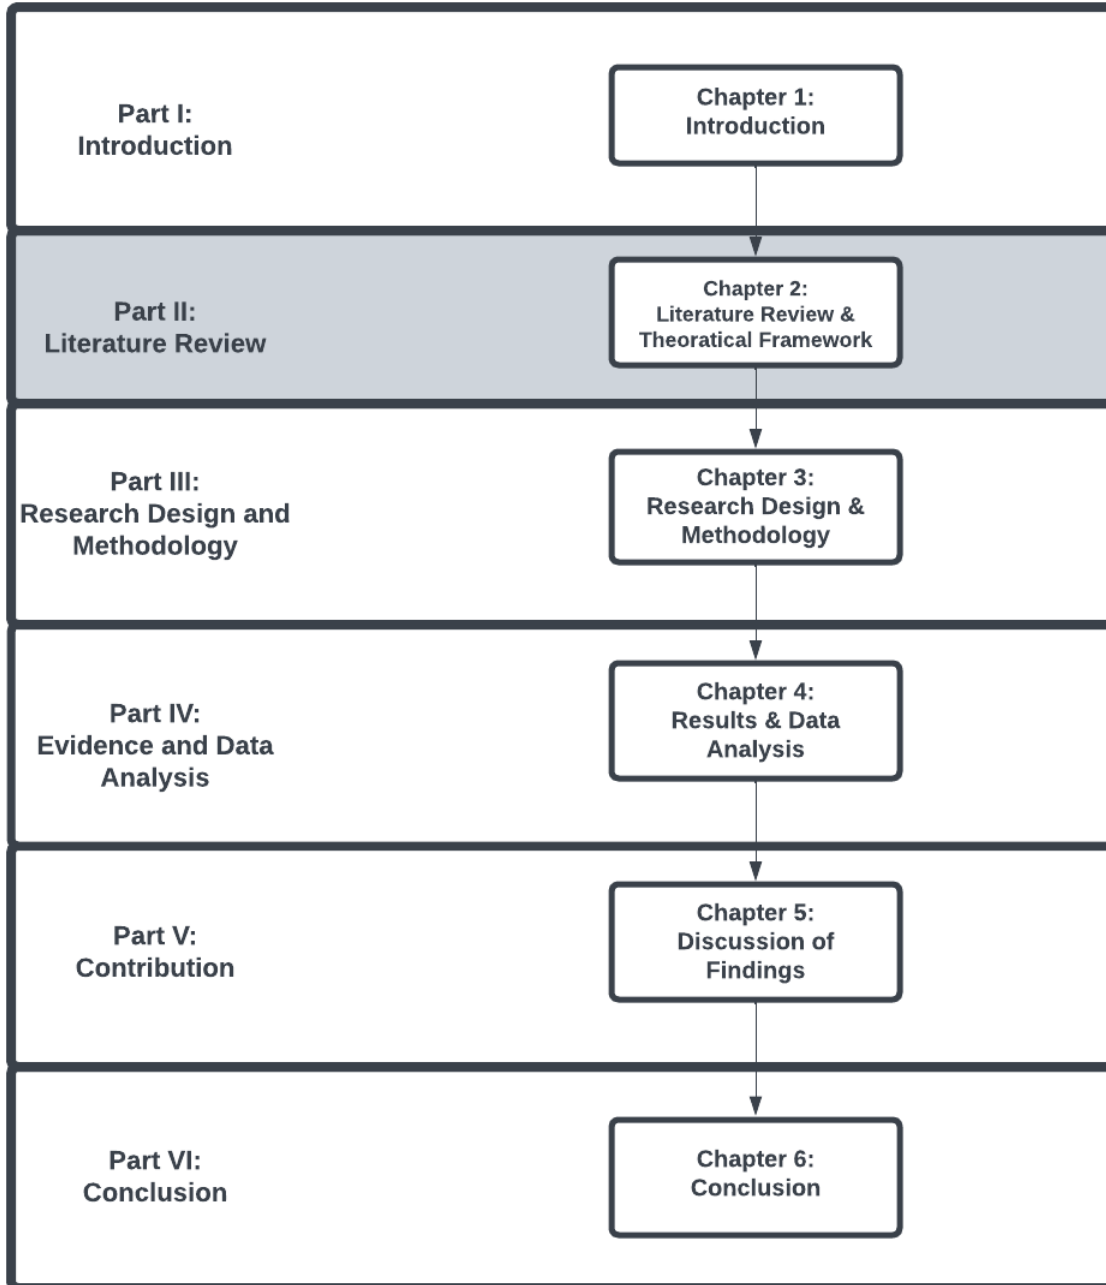 Part I:
Introduction
Chapter 1:
Introduction
Part II:
Literature Review
Chapter 2:
Literature Review &
Theoratical Framework
Part III:
Research Design and
Methodology
Chapter 3:
Research Design &
Methodology
Part IV:
Evidence and Data
Analysis
Chapter 4:
Results & Data
Analysis
Part V:
Contribution
Chapter 5:
Discussion of
Findings
Part VI:
Conclusion
Chapter 6:
Conclusion